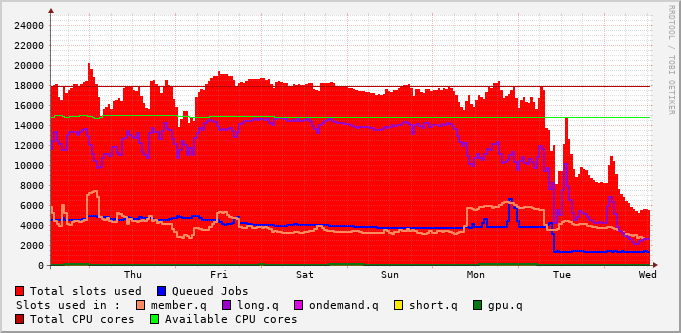 24000
22000
20000
18000
16000
14000
12000
10000
8000
6000
4000
2000
0
Thu Fri Sat Sun Mon Tue Wed
RRDTOOL / TOBI OETIKER
Total slots used Queued Jobs
Slots used in : member.q long.q ondemand.q short.q gpu.q
Total CPU cores Available CPU cores